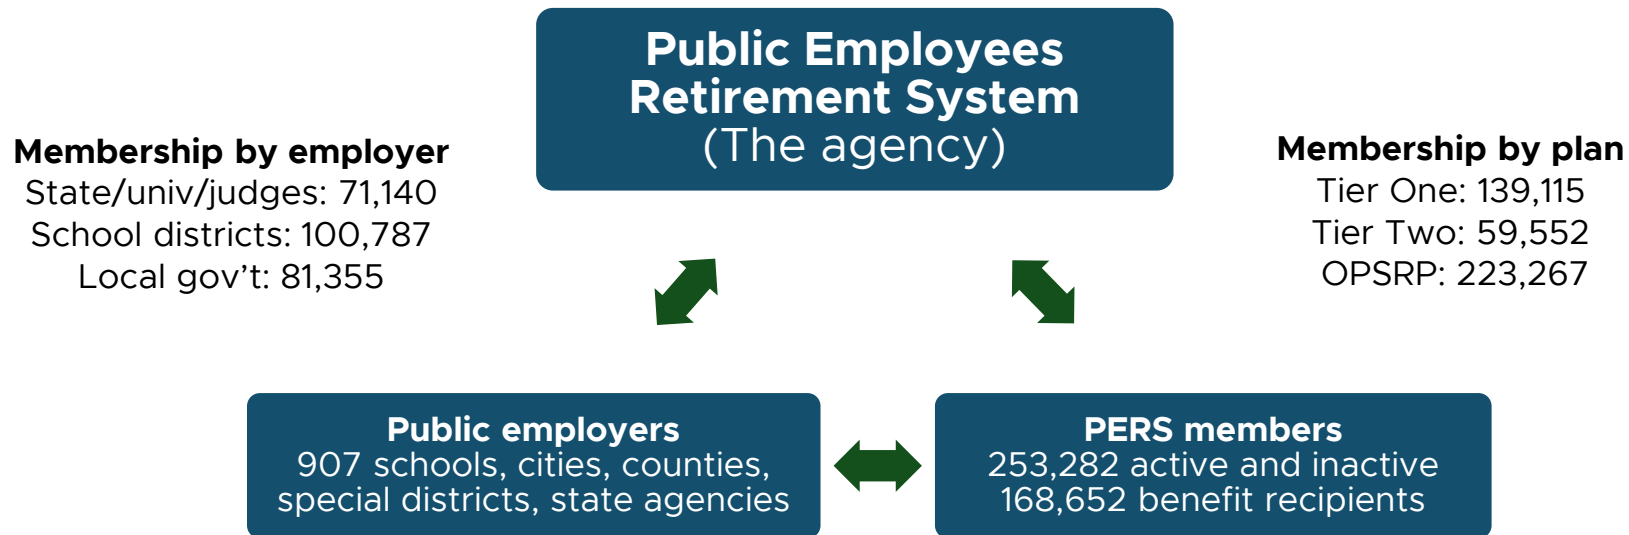 Public Employees
Retirement System
(The agency)
Membership by employer
State/univ/judges: 71,140
School districts: 100,787
Local gov’t: 81,355
Membership by plan
Tier One: 139,115
Tier Two: 59,552
OPSRP: 223,267
Public employers
907 schools, cities, counties,
special districts, state agencies
PERS members
253,282 active and inactive
168,652 benefit recipients